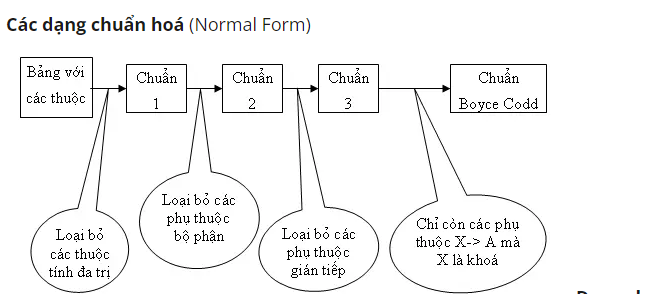 Các dạng chuẩn hoá (Normal Form)
Bảng với
các thuộc
Chuẩn
1
Chuẩn
2
Chuẩn
3
Chuẩn
Boyce Codd
Loại bỏ
các thuộc
tính đa trị
Loại bỏ các
phụ thuộc
bộ phận
Loại bỏ các
phụ thuộc
gián tiếp
Chỉ còn các phụ
thuộc X-> A mà
X là khoá